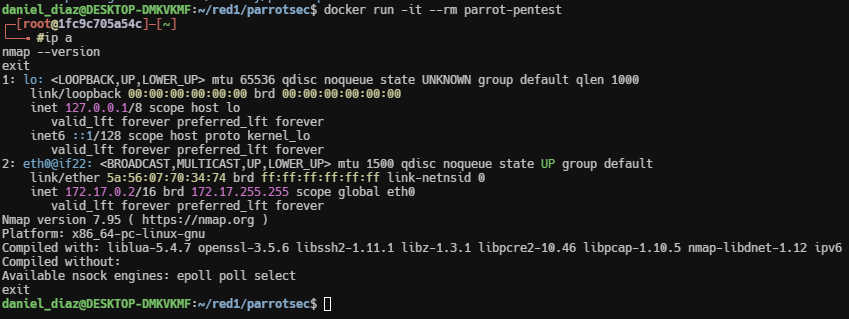 daniel_diaz@DESKTOP-DMKVKMF:~/red1/parrotsec$ docker run -it --rm parrot-pentest
┌─[root@1fc9c705a54c]─[~]
└──╼ #ip a
nmap --version
exit
1: lo: <LOOPBACK,UP,LOWER_UP> mtu 65536 qdisc noqueue state UNKNOWN group default qlen 1000
    link/loopback 00:00:00:00:00:00 brd 00:00:00:00:00:00
    inet 127.0.0.1/8 scope host lo
       valid_lft forever preferred_lft forever
    inet6 ::1/128 scope host proto kernel_lo
       valid_lft forever preferred_lft forever
2: eth0@if22: <BROADCAST,MULTICAST,UP,LOWER_UP> mtu 1500 qdisc noqueue state UP group default
    link/ether 5a:56:07:70:34:74 brd ff:ff:ff:ff:ff:ff link-netnsid 0
    inet 172.17.0.2/16 brd 172.17.255.255 scope global eth0
       valid_lft forever preferred_lft forever
Nmap version 7.95 ( https://nmap.org )
Platform: x86_64-pc-linux-gnu
Compiled with: liblua-5.4.7 openssl-3.5.6 libssh2-1.11.1 libz-1.3.1 libpcre2-10.46 libpcap-1.10.5 nmap-libdnet-1.12 ipv6
Compiled without:
Available nsock engines: epoll poll select
exit
daniel_diaz@DESKTOP-DMKVKMF:~/red1/parrotsec$